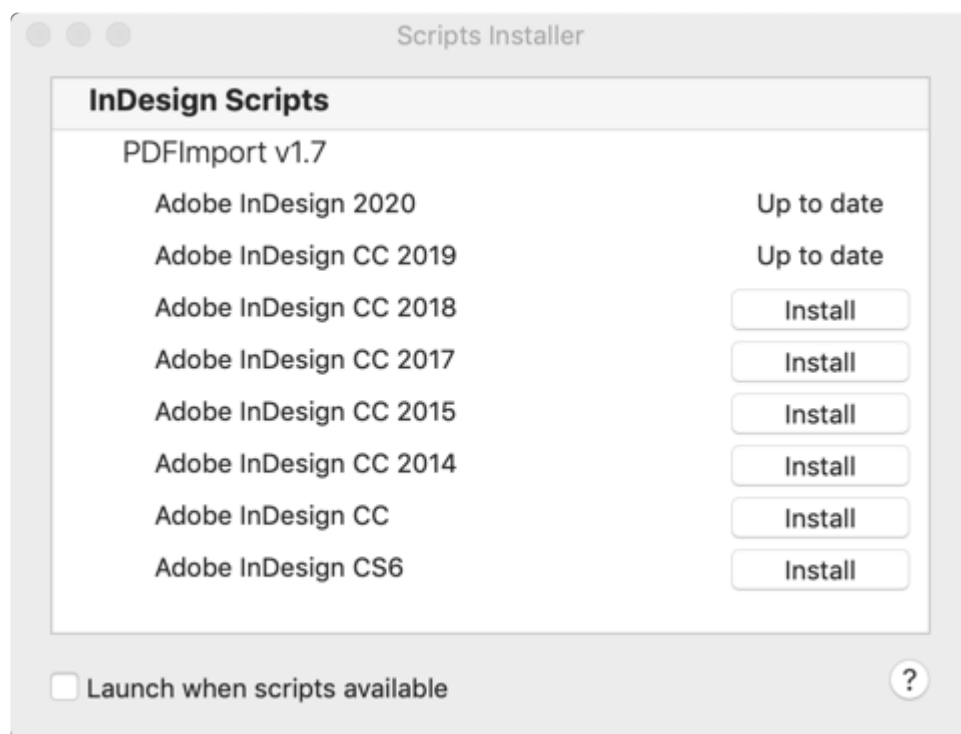 Scripts Installer
InDesign Scripts
PDFImport v1.7
Adobe InDesign 2020 Up to date
Adobe InDesign CC 2019 Up to date
Adobe InDesign CC 2018 Install
Adobe InDesign CC 2017 Install
Adobe InDesign CC 2015 Install
Adobe InDesign CC 2014 Install
Adobe InDesign CC Install
Adobe InDesign CS6 Install
Launch when scripts available ?